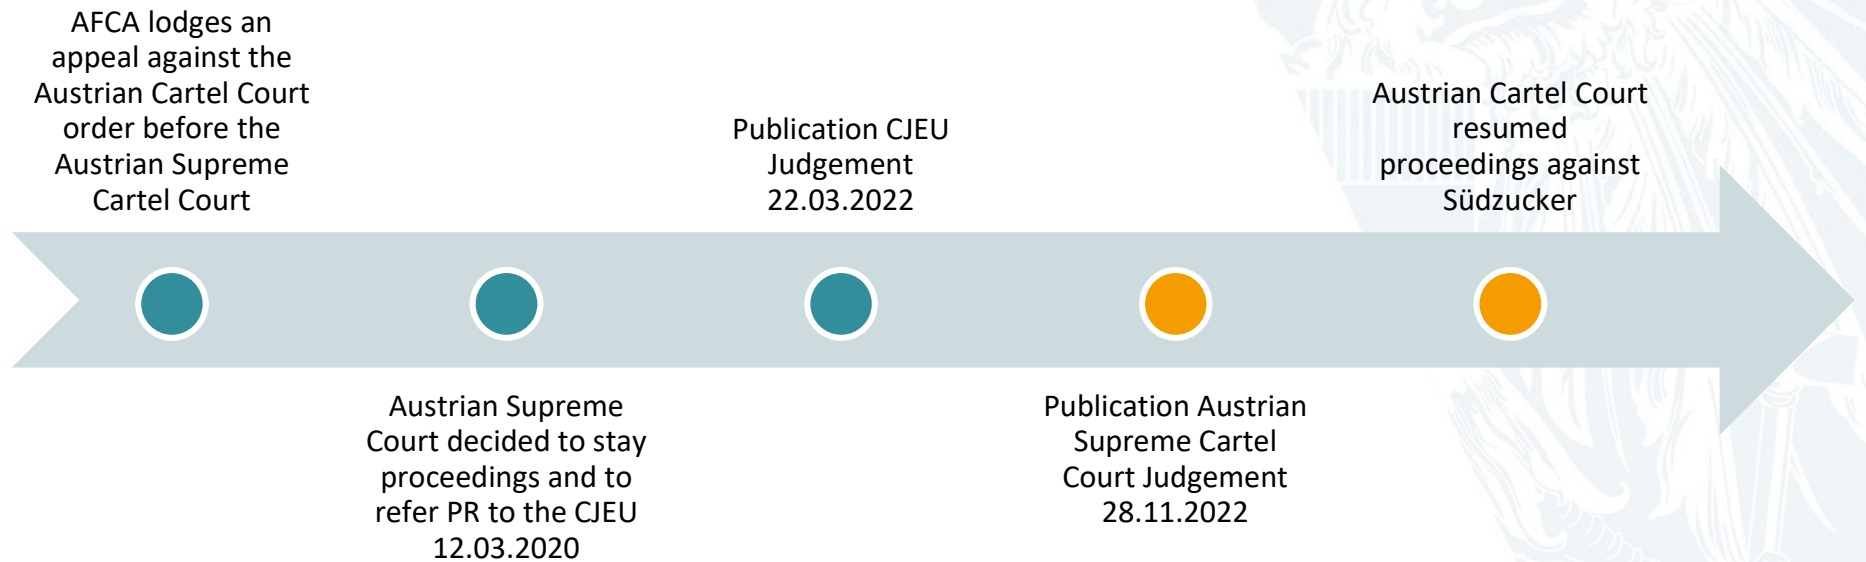 AFCA lodges an
appeal against the
Austrian Cartel Court
order before the
Austrian Supreme
Cartel Court
Austrian Supreme
Court decided to stay
proceedings and to
refer PR to the CJEU
12.03.2020
Publication CJEU
Judgement
22.03.2022
Publication Austrian
Supreme Cartel
Court Judgement
28.11.2022
Austrian Cartel Court
resumed
proceedings against
Südzucker